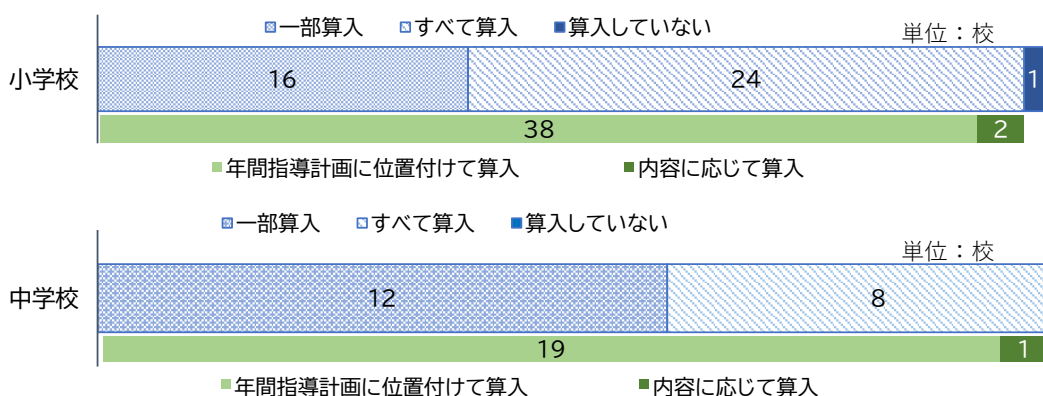 一部算入 すべて算入 算入していない
単位：校
小学校 16 24 1
38 2
年間指導計画に位置付けて算入 内容に応じて算入
一部算入 すべて算入 算入していない
単位：校
中学校 12 8
19 1
年間指導計画に位置付けて算入 内容に応じて算入